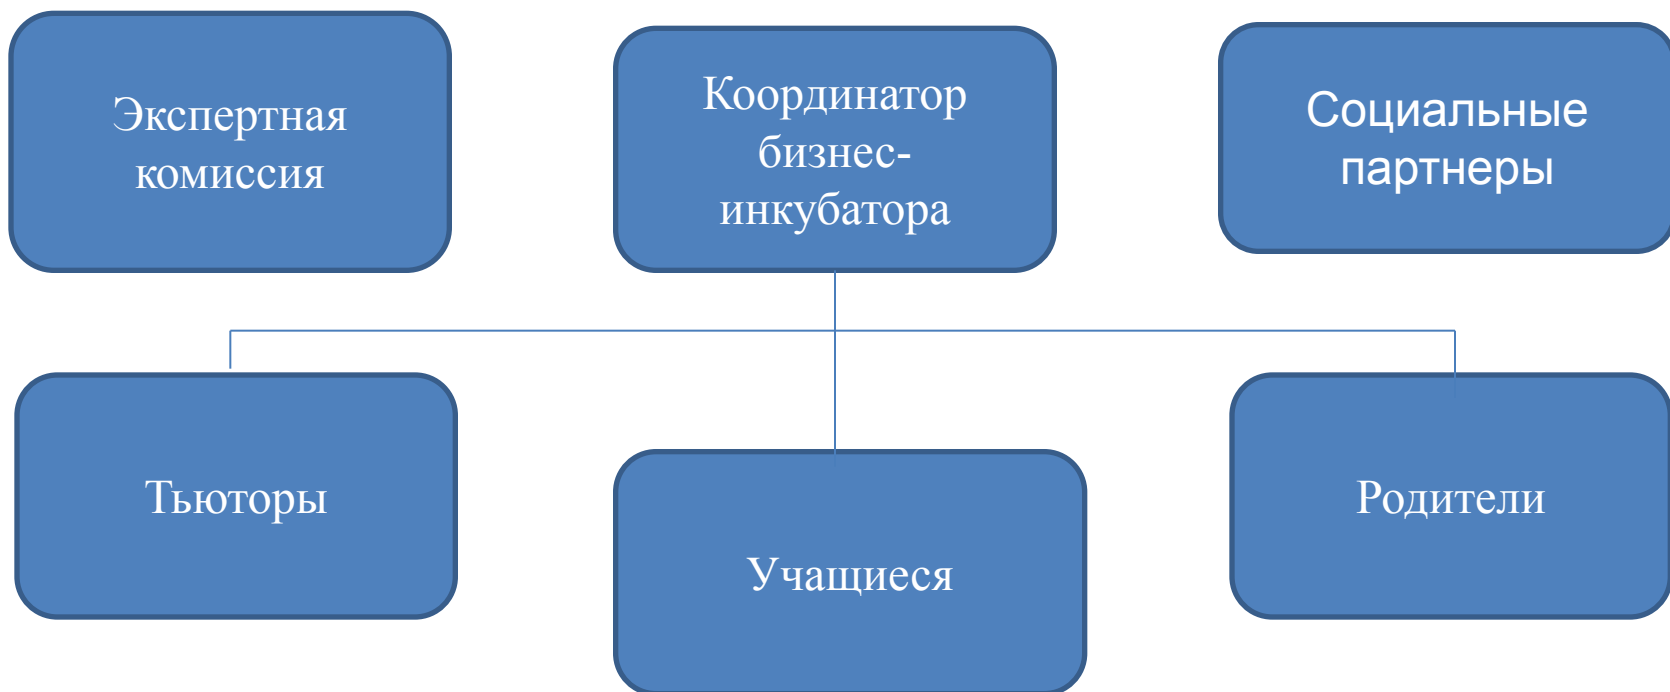 Экспертная
комиссия
Координатор
бизнес-
инкубатора
Социальные
партнеры
Тьюторы
Учащиеся
Родители